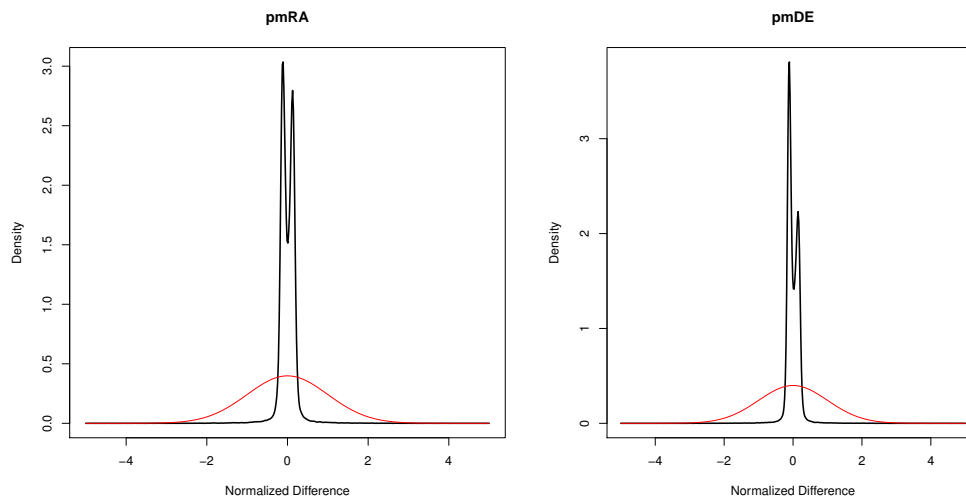 pmRA
Density
0.0 0.5 1.0 1.5 2.0 2.5 3.0
−4 −2 0 2 4
Normalized Difference
pmDE
Density
0 1 2 3
−4 −2 0 2 4
Normalized Difference